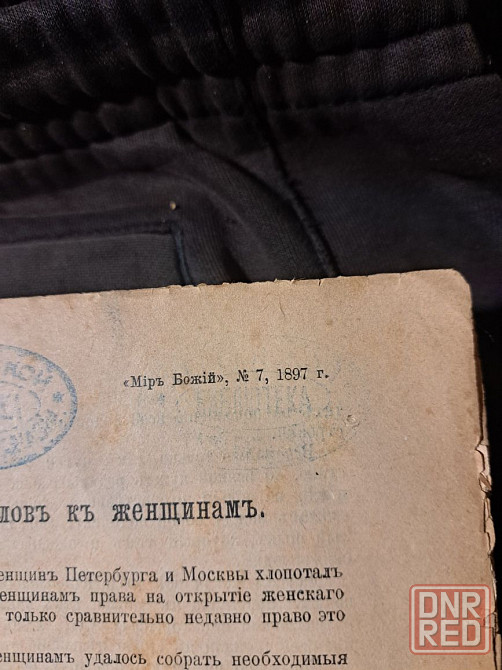 «Міръ Божій», № 7, 1897 г.
ловъ къ женщинамъ.
енщинъ Петербурга и Москвы хлопотал
енщинамъ права на открытіе женскаго
только сравнительно недавно право это
енщинамъ удалось собрать необходимыя
DNR
RED